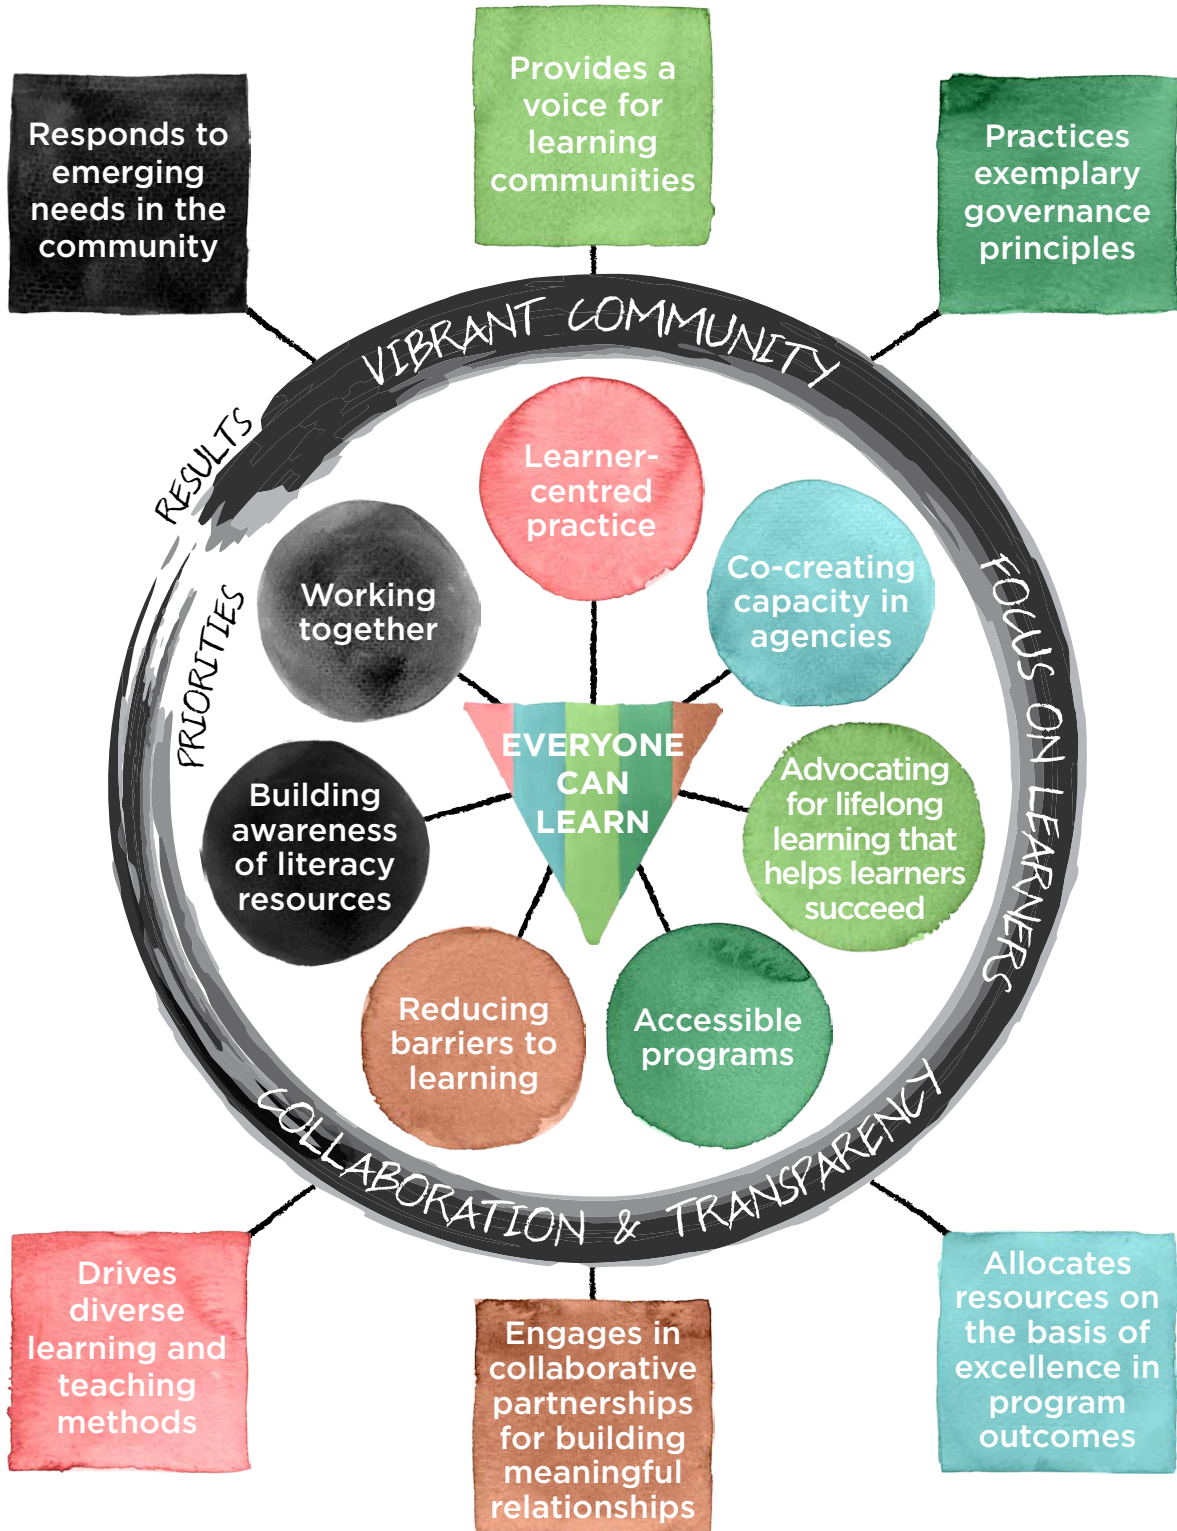 Responds to
emerging
needs in the
community
Provides a
voice for
learning
communities
Practices
exemplary
governance
principles
VIBRANT COMMUNITY
FOCUS ON LEARNERS
COLLABORATION & TRANSPARENCY
RESULTS
PRIORITIES
Learner-
centred
practice
Working
together
Co-creating
capacity in
agencies
EVERYONE
CAN
LEARN
Building
awareness
of literacy
resources
Advocating
for lifelong
learning that
helps learners
succeed
Reducing
barriers to
learning
Accessible
programs
Drives
diverse
learning and
teaching
methods
Engages in
collaborative
partnerships
for building
meaningful
relationships
Allocates
resources on
the basis of
excellence in
program
outcomes